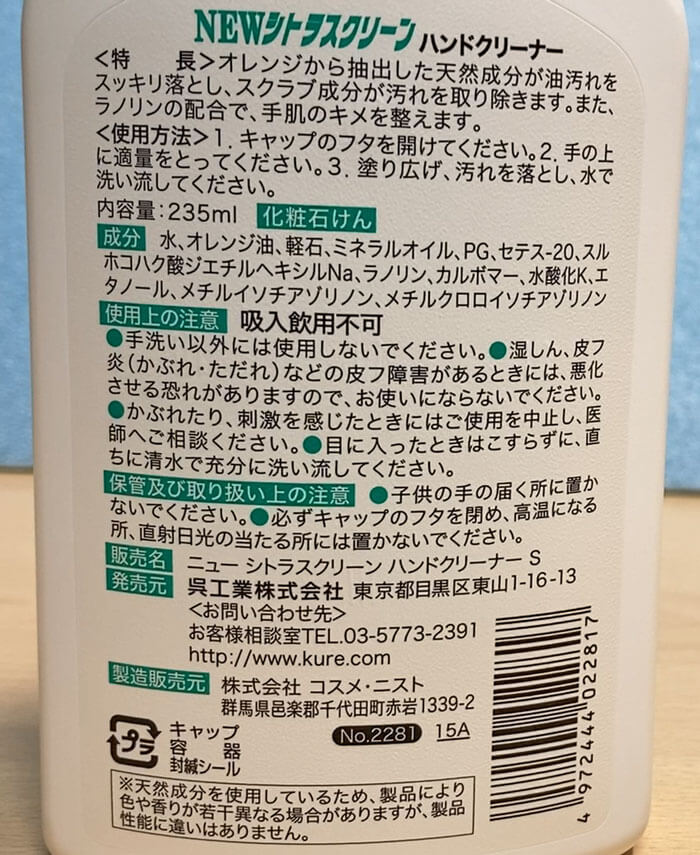 NEWシトラスクリーン ハンドクリーナー
<特　長>オレンジから抽出した天然成分が油汚れを
スッキリ落とし、スクラブ成分が汚れを取り除きます。また、
ラノリンの配合で、手肌のキメを整えます。
<使用方法>1. キャップのフタを開けてください。2. 手の上
に適量をとってください。3. 塗り広げ、汚れを落とし、水で
洗い流してください。
内容量:235ml 化粧石けん
成分 水、オレンジ油、軽石、ミネラルオイル、PG、セテス-20、スル
ホコハク酸ジエチルヘキシルNa、ラノリン、カルボマー、水酸化K、エ
タノール、メチルイソチアゾリノン、メチルクロロイソチアゾリノン
使用上の注意 吸入飲用不可
●手洗い以外には使用しないでください。●湿しん、皮フ
炎(かぶれ・ただれ)などの皮フ障害があるときには、悪化
させる恐れがありますので、お使いにならないでください。
●かぶれたり、刺激を感じたときにはご使用を中止し、医
師へご相談ください。●目に入ったときはこすらずに、直
ちに清水で充分に洗い流してください。
保管及び取り扱い上の注意 ●子供の手の届く所に置か
ないでください。●必ずキャップのフタを閉め、高温になる
所、直射日光の当たる所には置かないでください。
販売名 ニュー シトラスクリーン ハンドクリーナー S
発売元 呉工業株式会社 東京都目黒区東山1-16-13
<お問い合わせ先>
お客様相談室TEL.03-5773-2391
http://www.kure.com
製造販売元 株式会社 コスメ・ニスト
群馬県邑楽郡千代田町赤岩1339-2
プラ
キャップ
容器
封緘シール
No.2281 15A
4 972444 022817
※天然成分を使用しているため、製品により
色や香りが若干異なる場合がありますが、製品
性能に違いはありません。